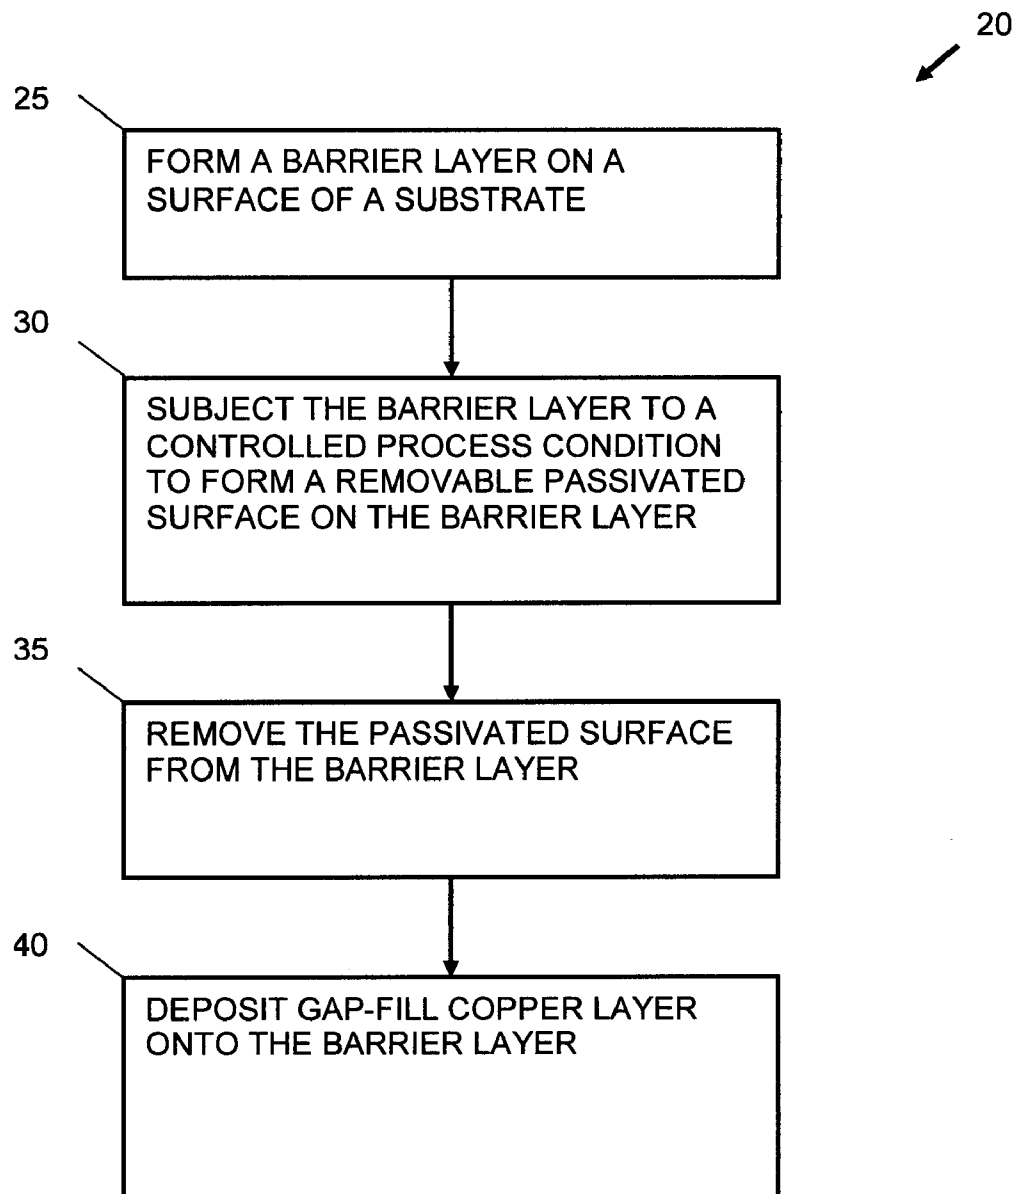 20
25
FORM A BARRIER LAYER ON A
SURFACE OF A SUBSTRATE
30
SUBJECT THE BARRIER LAYER TO A
CONTROLLED PROCESS CONDITION
TO FORM A REMOVABLE PASSIVATED
SURFACE ON THE BARRIER LAYER
35
REMOVE THE PASSIVATED SURFACE
FROM THE BARRIER LAYER
40
DEPOSIT GAP-FILL COPPER LAYER
ONTO THE BARRIER LAYER